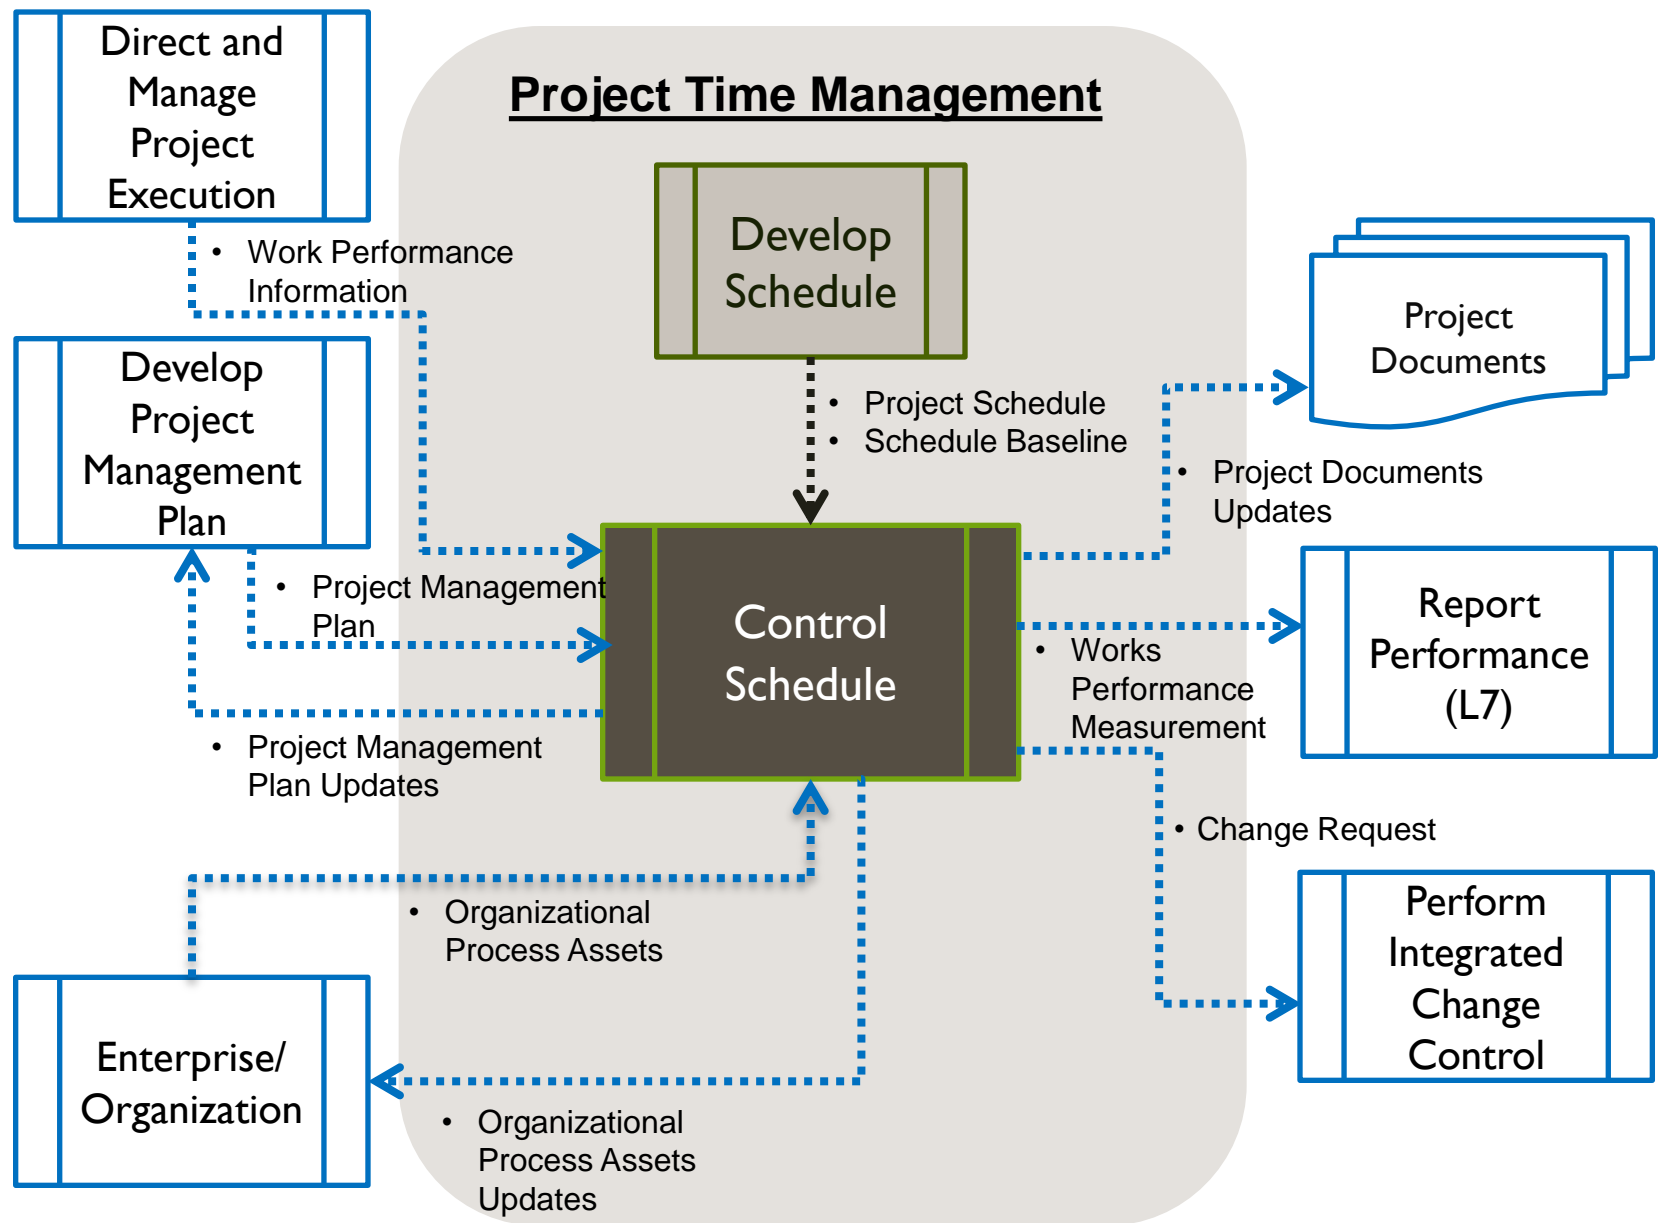 Direct and
Manage
Project
Execution
Project Time Management
• Work Performance
Information
Develop
Schedule
Project
Documents
Develop
Project
Management
Plan
• Project Schedule
• Schedule Baseline
• Project Documents
Updates
• Project Management
Plan
Control
Schedule
• Works
Performance
Measurement
Report
Performance
(L7)
• Project Management
Plan Updates
• Change Request
• Organizational
Process Assets
Perform
Integrated
Change
Control
Enterprise/
Organization
• Organizational
Process Assets
Updates